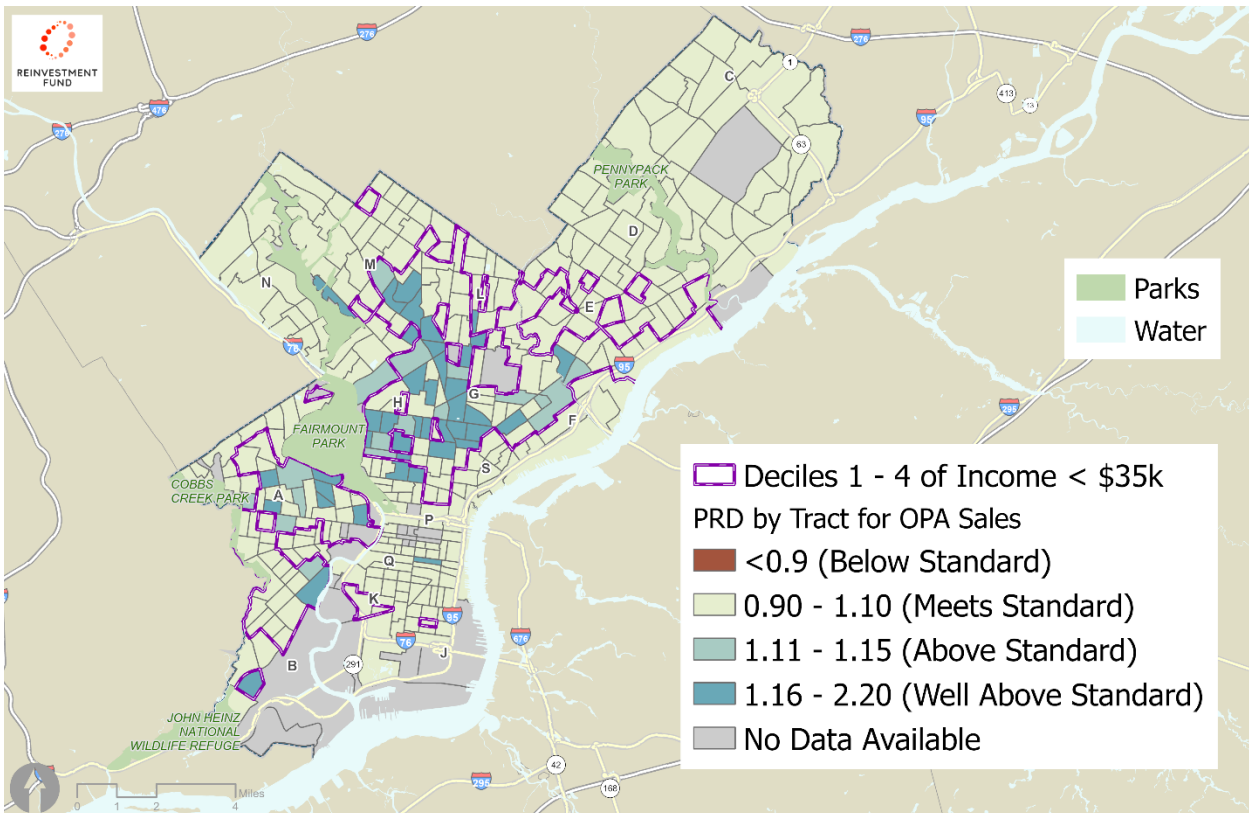 REINVESTMENT
FUND
276
276
1
413
13
476
276
C
95
63
PENNYPACK
PARK
D
M
N
L
E
76
95
G
H
F
295
FAIRMOUNT
PARK
COBBS
CREEK PARK
A
S
P
Q
K
95
76
676
J
B
291
JOHN HEINZ
NATIONAL
WILDLIFE REFUGE
42
295
168
Miles
0 1 2 4
Parks
Water
Deciles 1 - 4 of Income < $35k
PRD by Tract for OPA Sales
<0.9 (Below Standard)
0.90 - 1.10 (Meets Standard)
1.11 - 1.15 (Above Standard)
1.16 - 2.20 (Well Above Standard)
No Data Available